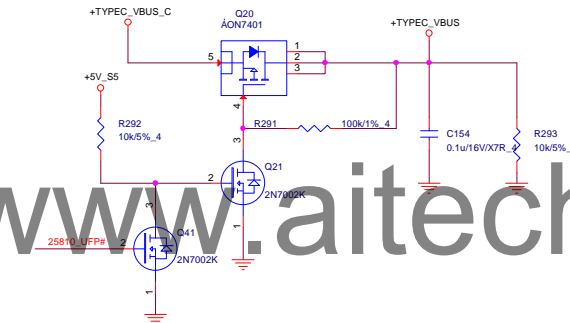 +TYPEC_VBUS_C
Q20
AON7401
+TYPEC_VBUS
5
1
2
3
4
+5V_S5
R292
10k/5%_4
R291
100k/1%_4
C154
0.1u/16V/X7R_4
R293
10k/5%_
3
2
Q21
2N7002K
1
www.aitech
3
25810_UFP#
2
Q41
2N7002K
1